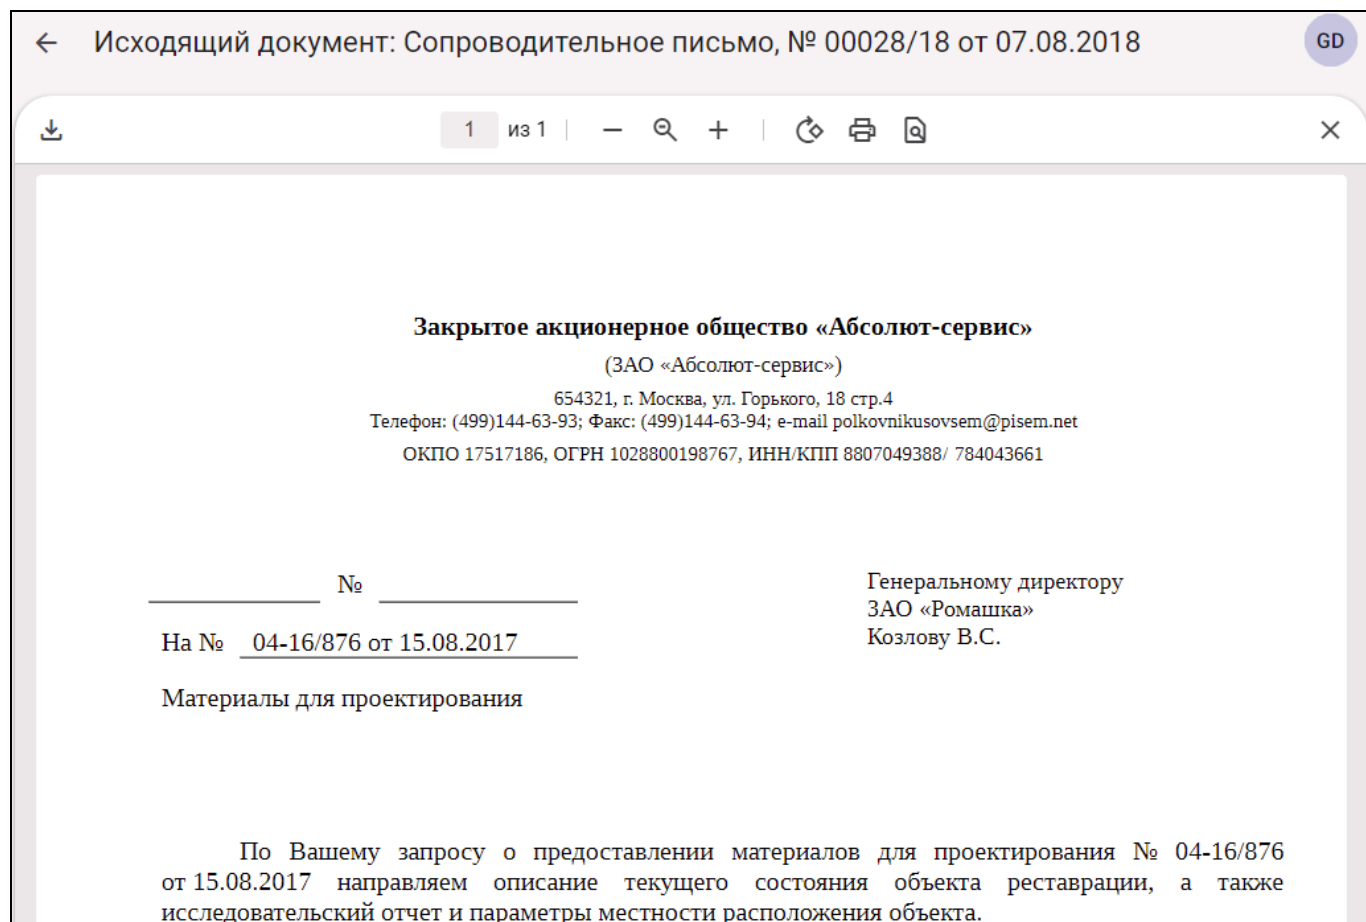 Исходящий документ: Сопроводительное письмо, № 00028/18 от 07.08.2018
GD
1 из 1
Закрытое акционерное общество «Абсолют-сервис»
(ЗАО «Абсолют-сервис»)
654321, г. Москва, ул. Горького, 18 стр.4
Телефон: (499)144-63-93; Факс: (499)144-63-94; e-mail polkovnikusovsem@pisem.net
ОКПО 17517186, ОГРН 1028800198767, ИНН/КПП 8807049388/ 784043661
№
На № 04-16/876 от 15.08.2017
Материалы для проектирования
Генеральному директору
ЗАО «Ромашка»
Козлову В.С.
По Вашему запросу о предоставлении материалов для проектирования № 04-16/876
от 15.08.2017 направляем описание текущего состояния объекта реставрации, а также
исследовательский отчет и параметры местности расположения объекта.